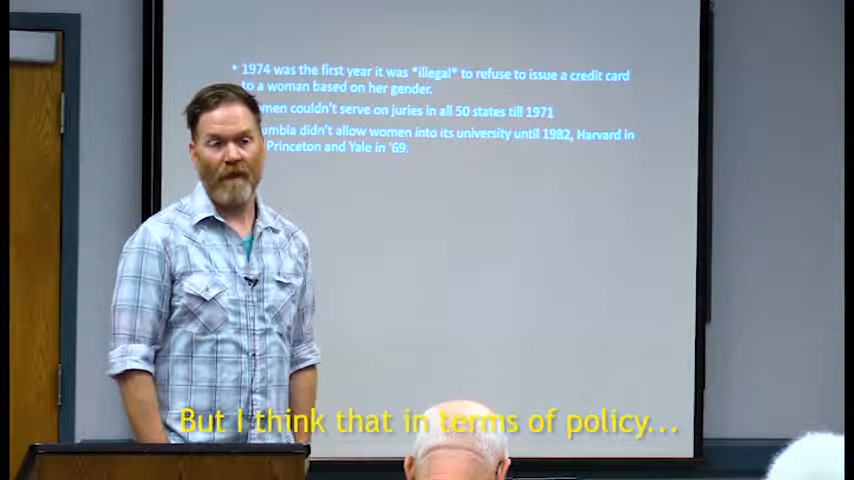 • 1974 was the first year it was *illegal* to refuse to issue a credit card
to a woman based on her gender.
omen couldn't serve on juries in all 50 states till 1971
umbia didn't allow women into its university until 1982, Harvard in
Princeton and Yale in '69.
But I think that in terms of policy...